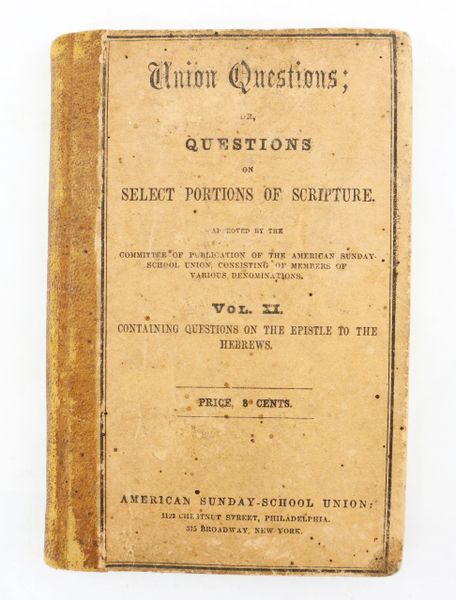 Union Questions;
OR,
QUESTIONS
ON
SELECT PORTIONS OF SCRIPTURE.
APPROVED BY THE
COMMITTEE OF PUBLICATION OF THE AMERICAN SUNDAY-
SCHOOL UNION, CONSISTING OF MEMBERS OF
VARIOUS DENOMINATIONS.
VOL. XI.
CONTAINING QUESTIONS ON THE EPISTLE TO THE
HEBREWS.
PRICE, 8 CENTS.
AMERICAN SUNDAY-SCHOOL UNION:
1122 CHESTNUT STREET, PHILADELPHIA.
BROADWAY, NEW YORK.